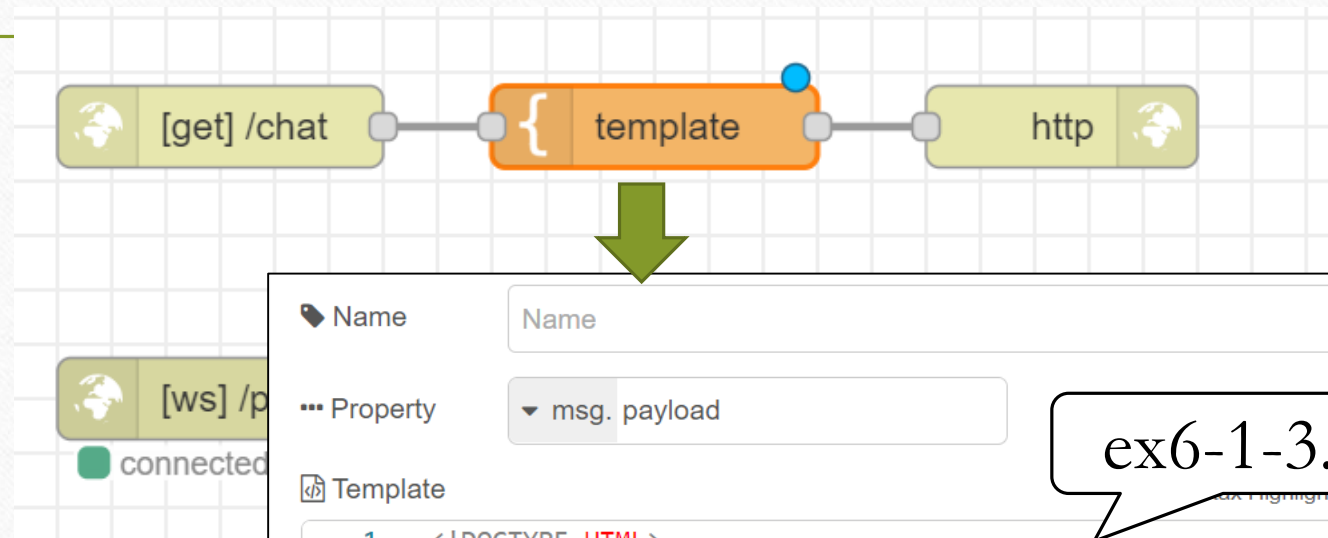 [get] /chat
template
http
[ws] /p
connected
Name
Name
Property
msg. payload
Template
ex6-1-3.
1 <!DOCTYPE HTML>